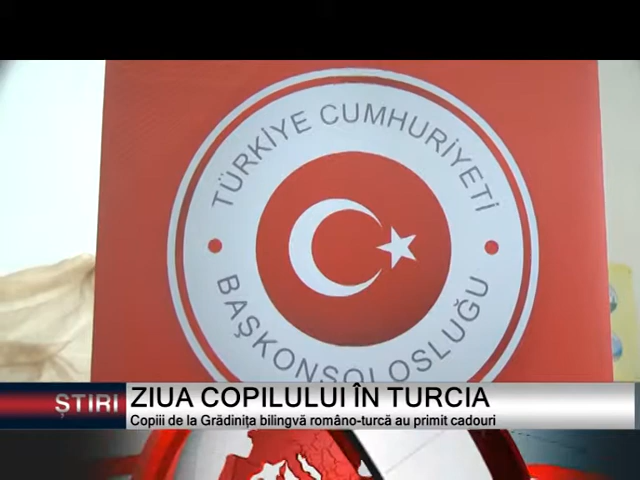 TÜRKİYE CUMHURİYETİ
BAŞKONSOLOSLUĞU
ȘTIRI
ZIUA COPILULUI ÎN TURCIA
Copiii de la Grădinița bilingvă româno-turcă au primit cadouri